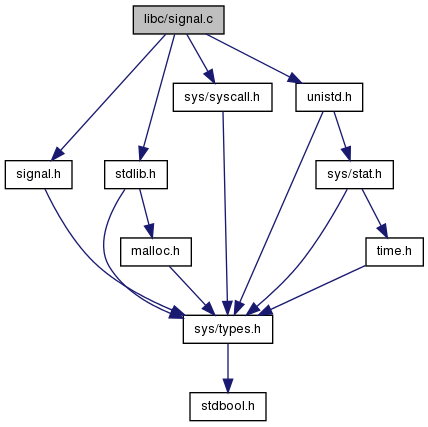 libc/signal.c
sys/syscall.h
unistd.h
signal.h
stdlib.h
sys/stat.h
malloc.h
time.h
sys/types.h
stdbool.h